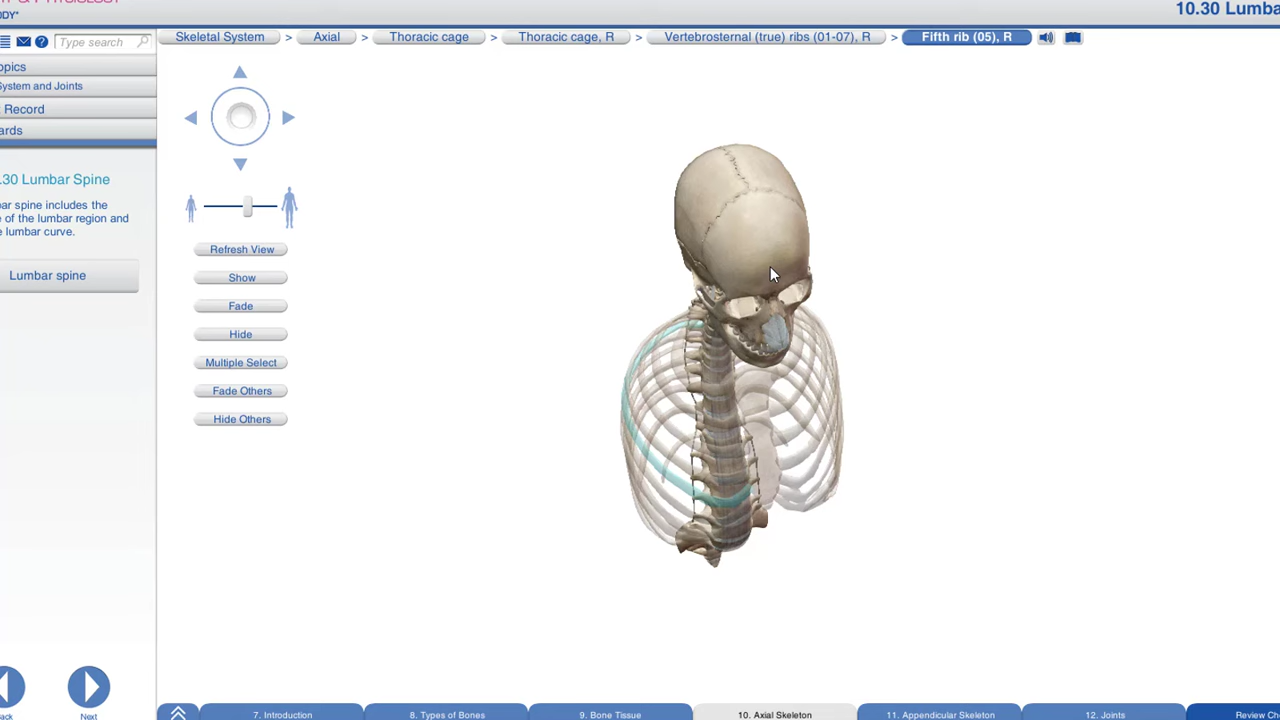 10.30 Lumba
ODY*
Type search
Skeletal System > Axial > Thoracic cage > Thoracic cage, R > Vertebrosternal (true) ribs (01-07), R > Fifth rib (05), R
opics
System and Joints
Record
ards
.30 Lumbar Spine
ar spine includes the
e of the lumbar region and
e lumbar curve.
Lumbar spine
Refresh View
Show
Fade
Hide
Multiple Select
Fade Others
Hide Others
ack
Next
7. Introduction
8. Types of Bones
9. Bone Tissue
10. Axial Skeleton
11. Appendicular Skeleton
12. Joints
Review Ch